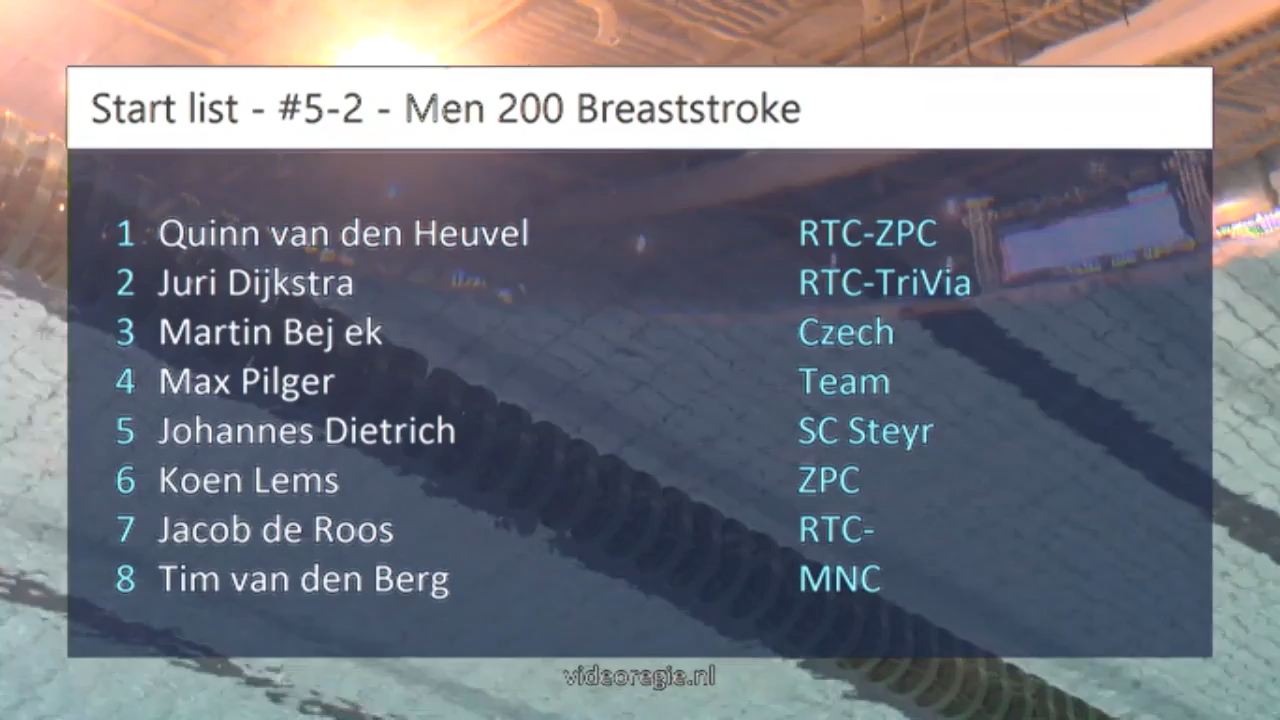 Start list - #5-2 - Men 200 Breaststroke
1 Quinn van den Heuvel RTC-ZPC
2 Juri Dijkstra RTC-TriVia
3 Martin Bej ek Czech
4 Max Pilger Team
5 Johannes Dietrich SC Steyr
6 Koen Lems ZPC
7 Jacob de Roos RTC-
8 Tim van den Berg MNC
videoregie.nl